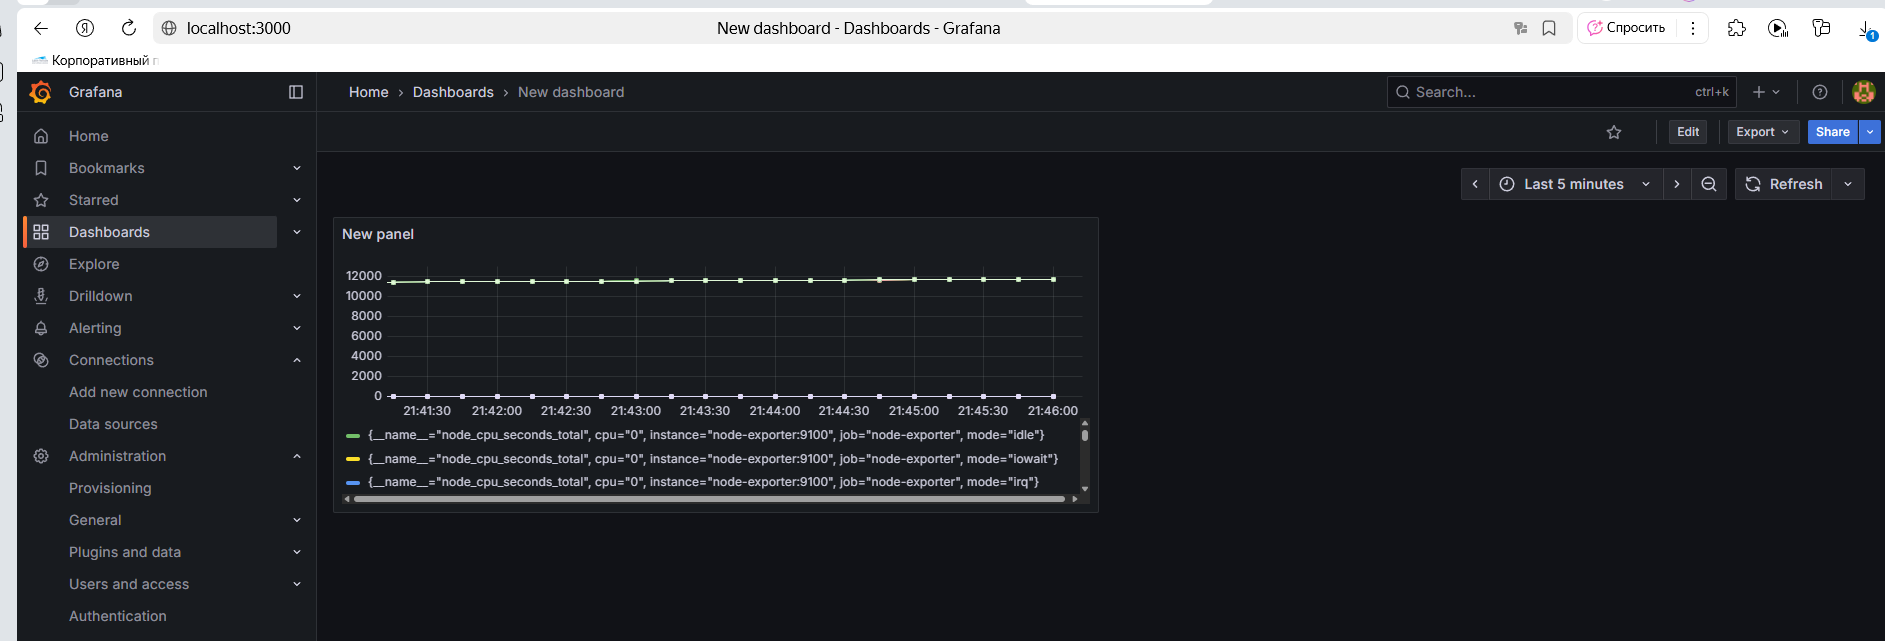 localhost:3000 New dashboard - Dashboards - Grafana Спросить 1
Корпоративный
Grafana Home Dashboards New dashboard Search... ctrl+k
Edit Export Share
Home
Bookmarks
Starred
Dashboards
Explore
Drilldown
Alerting
Connections
Add new connection
Data sources
Administration
Provisioning
General
Plugins and data
Users and access
Authentication
Last 5 minutes Refresh
New panel
12000
10000
8000
6000
4000
2000
0
21:41:30 21:42:00 21:42:30 21:43:00 21:43:30 21:44:00 21:44:30 21:45:00 21:45:30 21:46:00
{__name__="node_cpu_seconds_total", cpu="0", instance="node-exporter:9100", job="node-exporter", mode="idle"}
{__name__="node_cpu_seconds_total", cpu="0", instance="node-exporter:9100", job="node-exporter", mode="iowait"}
{__name__="node_cpu_seconds_total", cpu="0", instance="node-exporter:9100", job="node-exporter", mode="irq"}